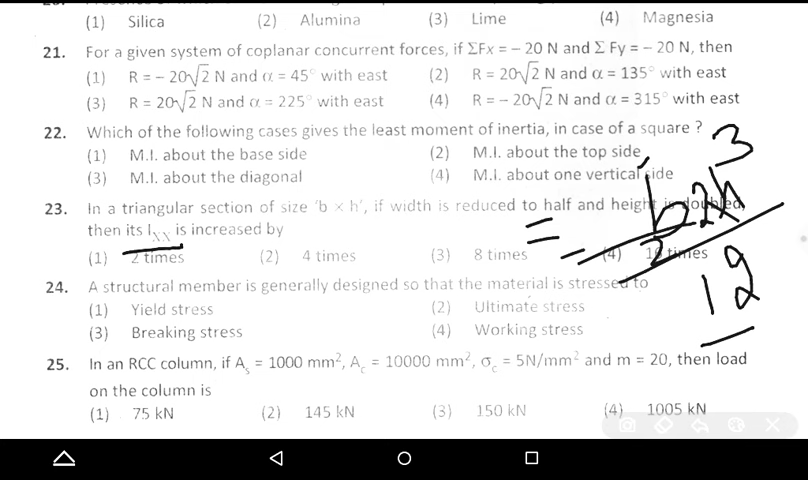 (1) Silica (2) Alumina (3) Lime (4) Magnesia
21. For a given system of coplanar concurrent forces, if ΣFx = – 20 N and Σ Fy = – 20 N, then
(1) R = – 20√2 N and α = 45° with east (2) R = 20√2 N and α = 135° with east
(3) R = 20√2 N and α = 225° with east (4) R = – 20√2 N and α = 315° with east
22. Which of the following cases gives the least moment of inertia, in case of a square ?
(1) M.I. about the base side (2) M.I. about the top side
(3) M.I. about the diagonal (4) M.I. about one vertical side
3
23. In a triangular section of size 'b × h', if width is reduced to half and height is doubled,
= b 2h
then its Ixx is increased by
(1) 2 times (2) 4 times (3) 8 times (4) 16 times
= 2
12
24. A structural member is generally designed so that the material is stressed to
(1) Yield stress (2) Ultimate stress
(3) Breaking stress (4) Working stress
25. In an RCC column, if As = 1000 mm², Ac = 10000 mm², σc = 5N/mm² and m = 20, then load
on the column is
(1) 75 kN (2) 145 kN (3) 150 kN (4) 1005 kN